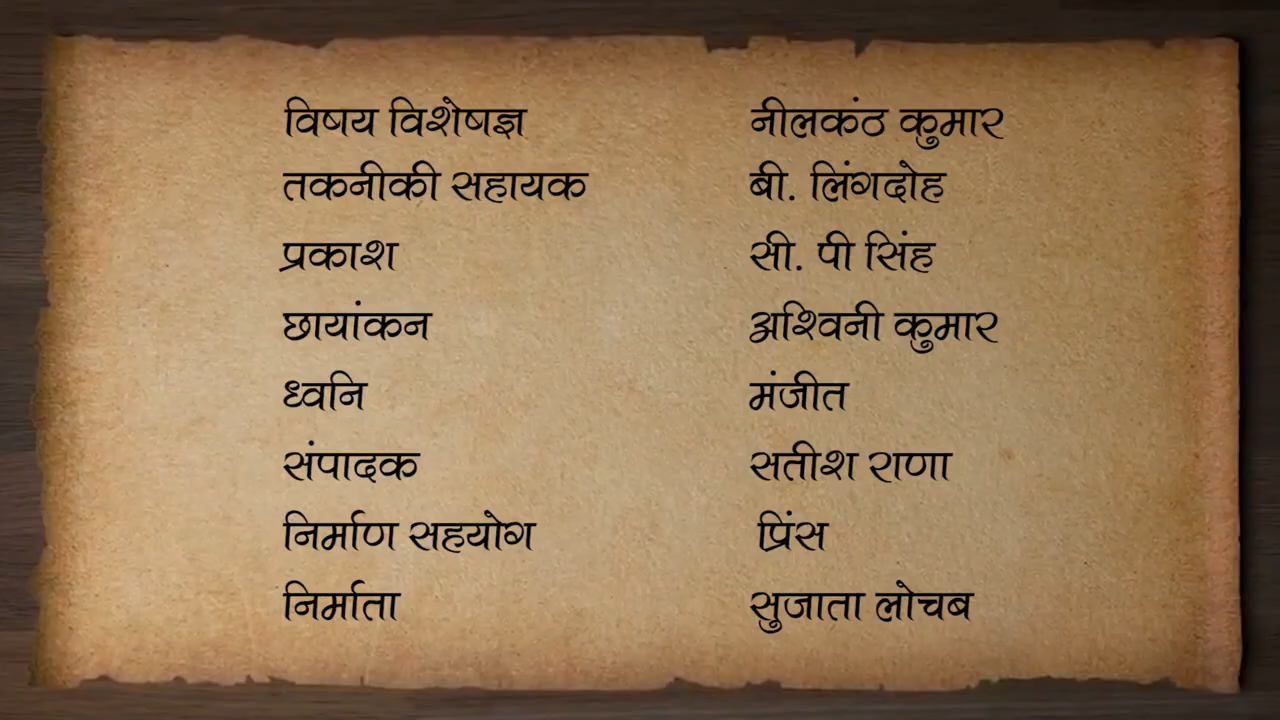 विषय विशेषज्ञ नीलकंठ कुमार
तकनीकी सहायक बी. लिंगदोह
प्रकाश सी. पी सिंह
छायांकन अश्विनी कुमार
ध्वनि मंजीत
संपादक सतीश राणा
निर्माण सहयोग प्रिंस
निर्माता सुजाता लोचब